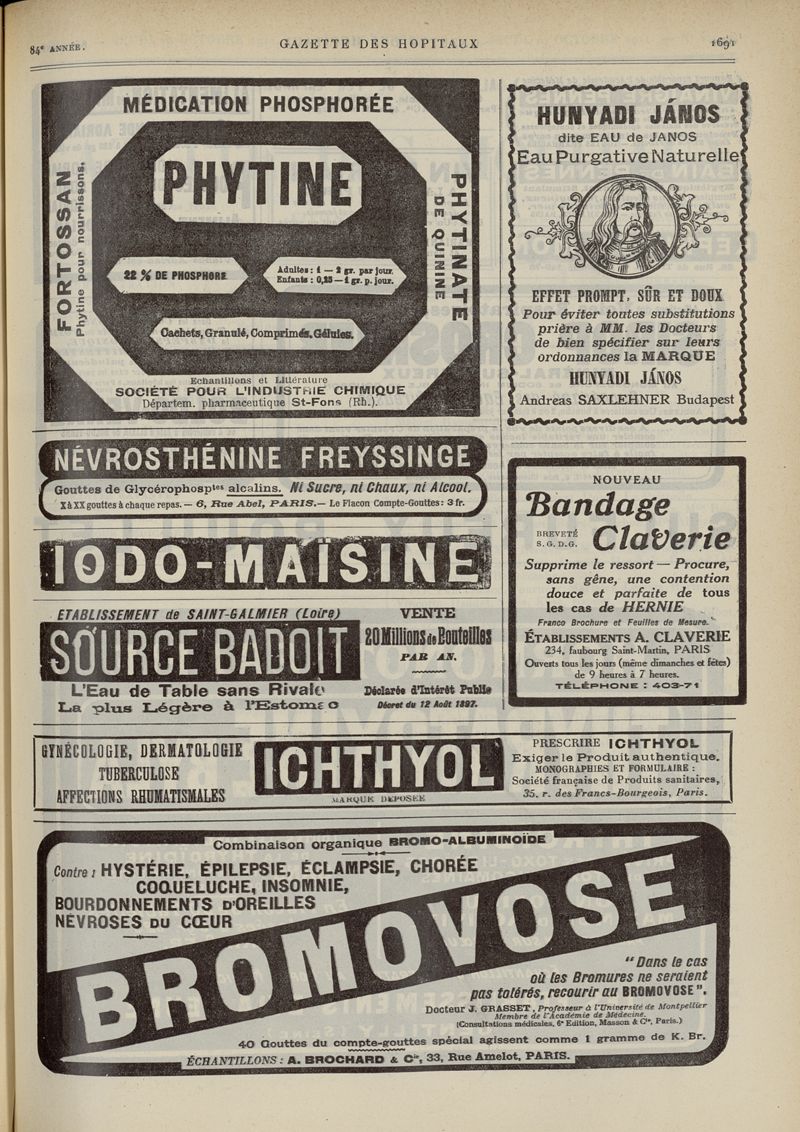 84e ANNÉE.
GAZETTE DES HOPITAUX
1691
MÉDICATION PHOSPHORÉE
FORTOSSAN
Phytine pour nourrissons.
PHYTINE
PHYTINATE
DE QUININE
22 % DE PHOSPHORE
Adultes : 1 — 2 gr. par jour.
Enfants : 0,25 — 1 gr. p. jour.
Cachets, Granulé, Comprimés, Gélules.
Echantillons et Littérature
SOCIÉTÉ POUR L'INDUSTRIE CHIMIQUE
Départem. pharmaceutique St-Fons (Rh.).
HUNYADI JÁNOS
dite EAU de JANOS
Eau Purgative Naturelle
EFFET PROMPT, SÛR ET DOUX
Pour éviter toutes substitutions
prière à MM. les Docteurs
de bien spécifier sur leurs
ordonnances la MARQUE
HUNYADI JÁNOS
Andreas SAXLEHNER Budapest
NÉVROSTHÉNINE FREYSSINGE
Gouttes de Glycérophosptes alcalins. Ni Sucre, ni Chaux, ni Alcool.
X à XX gouttes à chaque repas. — 6, Rue Abel, PARIS. — Le Flacon Compte-Gouttes : 3 fr.
IODO-MAÏSINE
ETABLISSEMENT de SAINT-GALMIER (Loire)
SOURCE BADOIT
L'Eau de Table sans Rivale
La plus Légère à l'Estomac
VENTE
20 Millions de Bouteilles
PAR AN.
Déclarée d'Intérêt Public
Décret du 12 Août 1897.
NOUVEAU
Bandage
BREVETÉ
S. G. D. G.
Claverie
Supprime le ressort — Procure,
sans gêne, une contention
douce et parfaite de tous
les cas de HERNIE
Franco Brochure et Feuilles de Mesure.
ÉTABLISSEMENTS A. CLAVERIE
234, faubourg Saint-Martin, PARIS
Ouverts tous les jours (même dimanches et fêtes)
de 9 heures à 7 heures.
TÉLÉPHONE : 403-71
GYNÉCOLOGIE, DERMATOLOGIE
TUBERCULOSE
AFFECTIONS RHUMATISMALES
ICHTHYOL
MARQUE DÉPOSÉE
PRESCRIRE ICHTHYOL
Exiger le Produit authentique.
MONOGRAPHIES ET FORMULAIRE :
Société française de Produits sanitaires,
35, r. des Francs-Bourgeois, Paris.
Combinaison organique BROMO-ALBUMINOÏDE
Contre : HYSTÉRIE, ÉPILEPSIE, ÉCLAMPSIE, CHORÉE
COQUELUCHE, INSOMNIE,
BOURDONNEMENTS D'OREILLES
NÉVROSES DU CŒUR
BROMOVOSE
"Dans le cas
où les Bromures ne seraient
pas tolérés, recourir au BROMOVOSE".
Docteur J. GRASSET, Professeur à l'Université de Montpellier
Membre de l'Académie de Médecine.
(Consultations médicales, 6e Edition, Masson & Cie, Paris.)
40 Gouttes du compte-gouttes spécial agissent comme 1 gramme de K. Br.
ÉCHANTILLONS : A. BROCHARD & Cie, 33, Rue Amelot, PARIS.